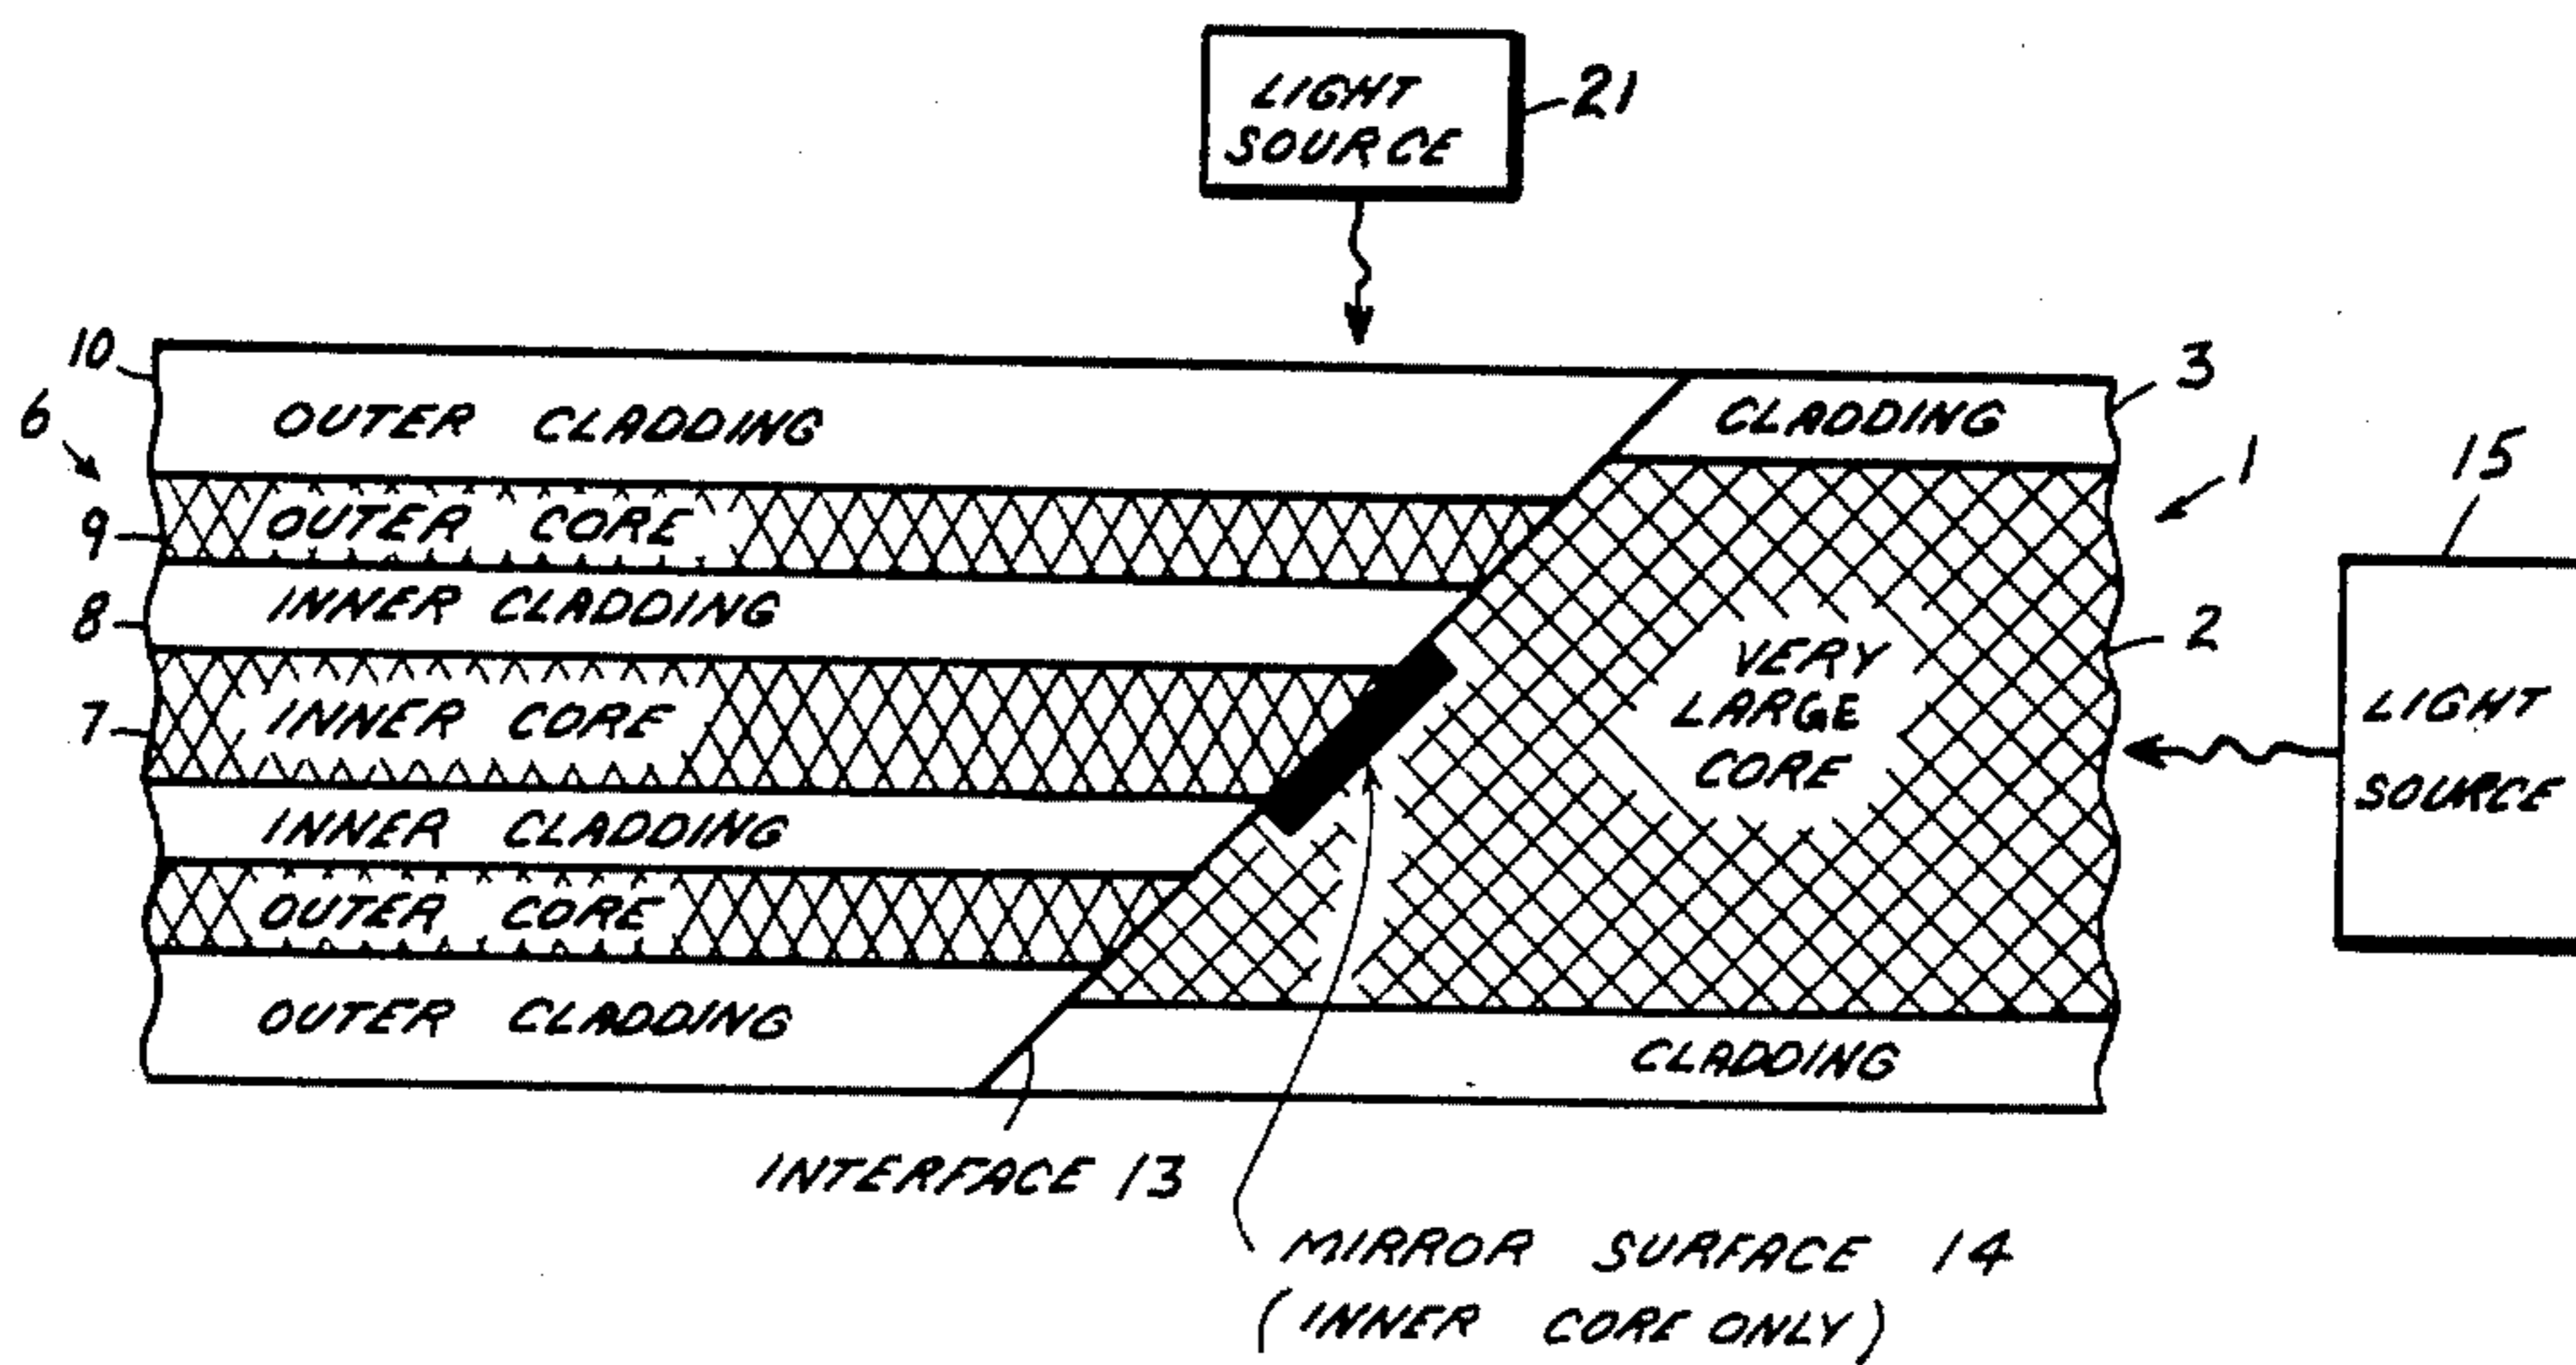 LIGHT
SOURCE
21
10
OUTER CLADDING
CLADDING
3
6
1
15
9
OUTER CORE
8
INNER CLADDING
VERY
LARGE
CORE
2
7
INNER CORE
LIGHT
SOURCE
INNER CLADDING
OUTER CORE
OUTER CLADDING
CLADDING
INTERFACE 13
MIRROR SURFACE 14
(INNER CORE ONLY)